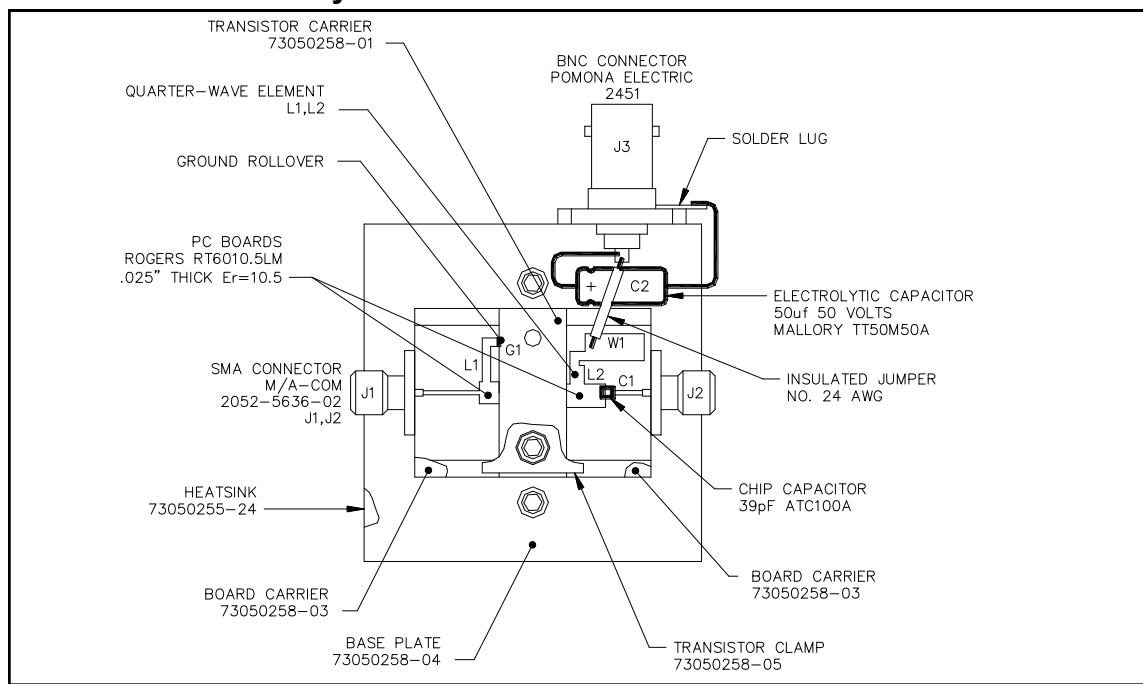 TRANSISTOR CARRIER
73050258-01
BNC CONNECTOR
POMONA ELECTRIC
2451
QUARTER-WAVE ELEMENT
L1,L2
J3
SOLDER LUG
GROUND ROLLOVER
PC BOARDS
ROGERS RT6010.5LM
.025" THICK Er=10.5
+
C2
ELECTROLYTIC CAPACITOR
50uf 50 VOLTS
MALLORY TT50M50A
G1
W1
L1
L2
C1
SMA CONNECTOR
M/A-COM
2052-5636-02
J1,J2
J1
J2
INSULATED JUMPER
NO. 24 AWG
HEATSINK
73050255-24
CHIP CAPACITOR
39pF ATC100A
BOARD CARRIER
73050258-03
BOARD CARRIER
73050258-03
BASE PLATE
73050258-04
TRANSISTOR CLAMP
73050258-05